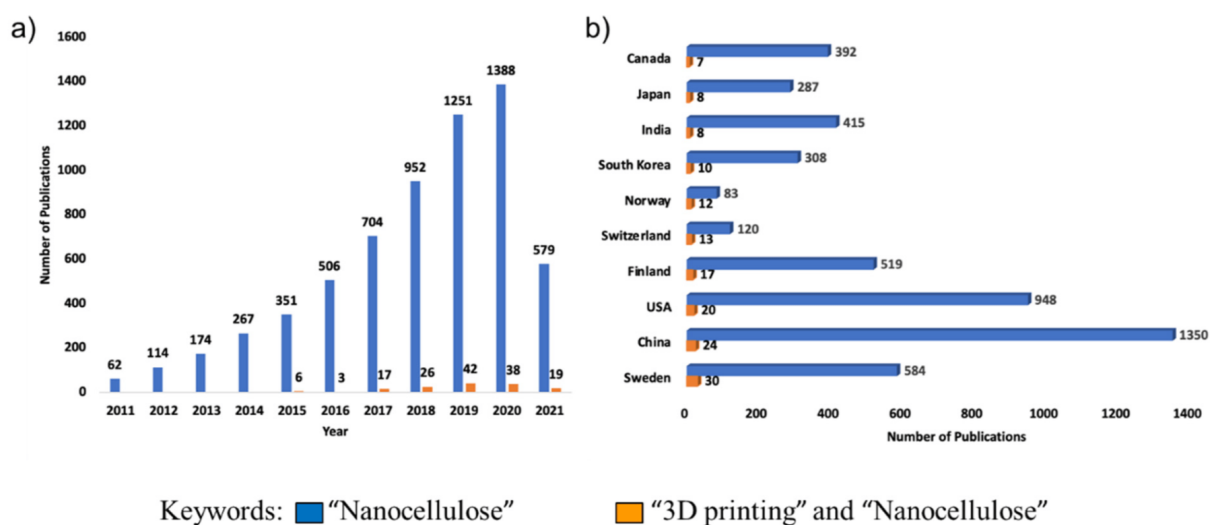 a)
Number of Publications
1600
1400
1200
1000
800
600
400
200
0
62
114
174
267
351
6
506
3
704
17
952
26
1251
42
1388
38
579
19
2011 2012 2013 2014 2015 2016 2017 2018 2019 2020 2021
Year
b)
Canada 392
7
Japan 287
8
India 415
8
South Korea 308
10
Norway 83
12
Switzerland 120
13
Finland 519
17
USA 948
20
China 1350
24
Sweden 584
30
0 200 400 600 800 1000 1200 1400
Number of Publications
Keywords: "Nanocellulose" "3D printing" and "Nanocellulose"